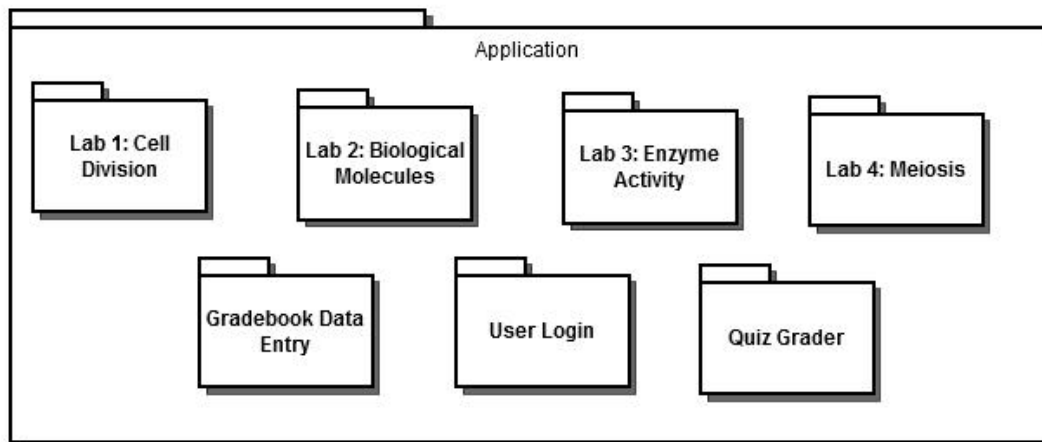 Application
Lab 1: Cell
Division
Lab 2: Biological
Molecules
Lab 3: Enzyme
Activity
Lab 4: Meiosis
Gradebook Data
Entry
User Login
Quiz Grader